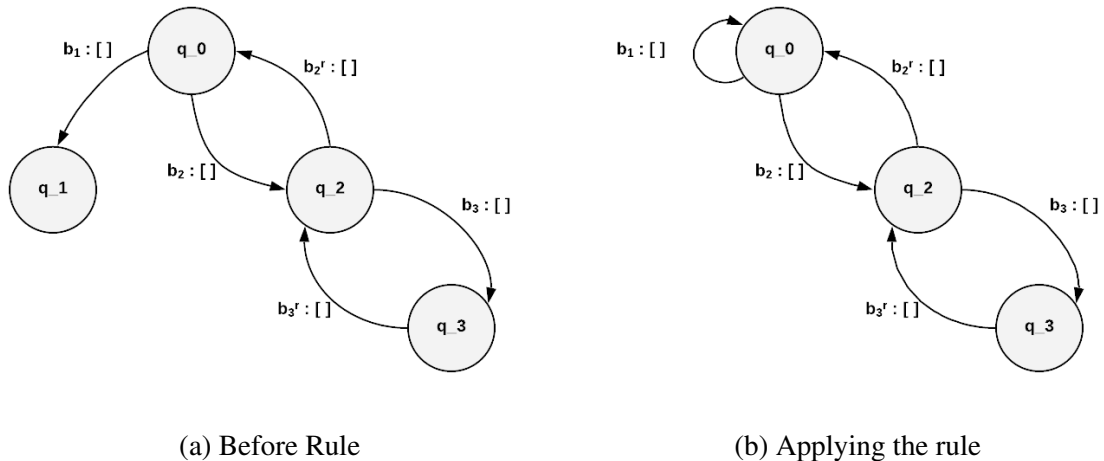 q_0
b₁ : [ ]
b₂ʳ : [ ]
b₂ : [ ]
q_1
q_2
b₃ : [ ]
b₃ʳ : [ ]
q_3
(a) Before Rule
q_0
b₁ : [ ]
b₂ʳ : [ ]
b₂ : [ ]
q_2
b₃ : [ ]
b₃ʳ : [ ]
q_3
(b) Applying the rule